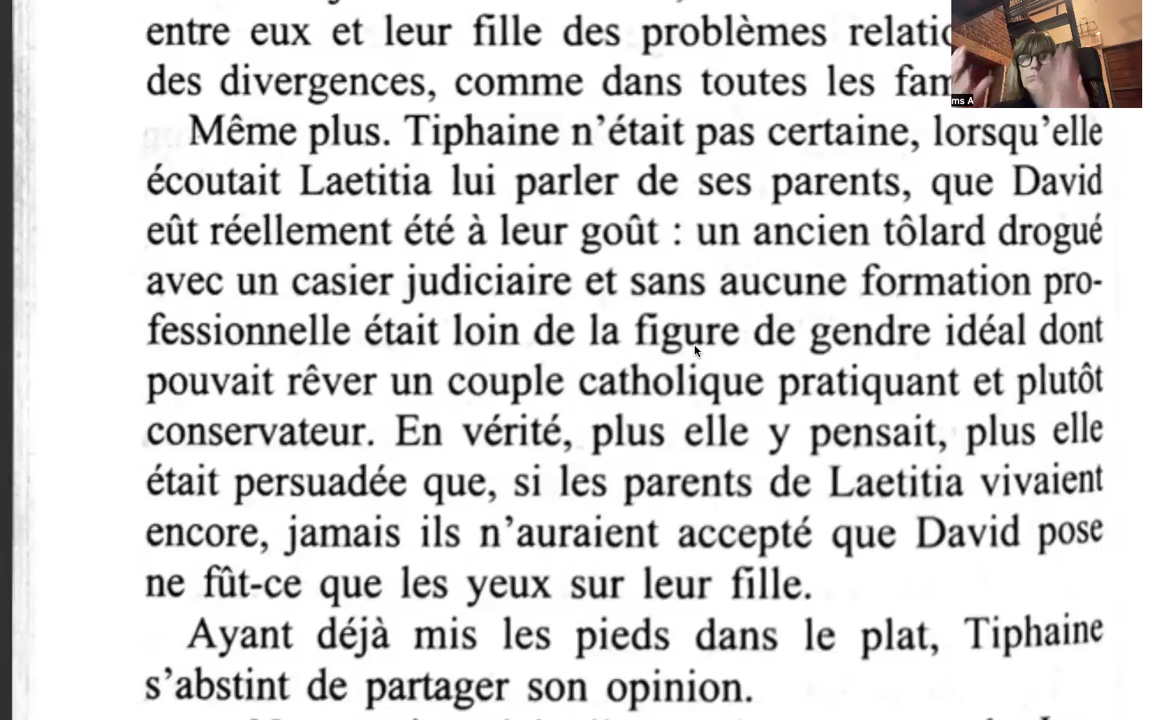 entre eux et leur fille des problèmes
des divergences, comme dans toutes les
Même plus. Tiphaine n'était pas certaine, lorsqu'elle
écoutait Laetitia lui parler de ses parents, que David
eût réellement été à leur goût : un ancien tôlard drogué
avec un casier judiciaire et sans aucune formation pro-
fessionnelle était loin de la figure de gendre idéal dont
pouvait rêver un couple catholique pratiquant et plutôt
conservateur. En vérité, plus elle y pensait, plus elle
était persuadée que, si les parents de Laetitia vivaient
encore, jamais ils n'auraient accepté que David pose
ne fût-ce que les yeux sur leur fille.
Ayant déjà mis les pieds dans le plat, Tiphaine
s'abstint de partager son opinion.